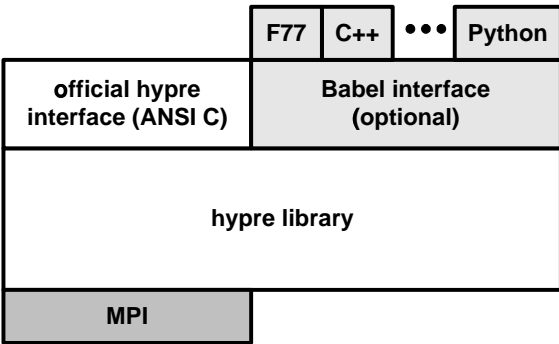 F77 C++ ••• Python
official hypre
interface (ANSI C)
Babel interface
(optional)
hypre library
MPI